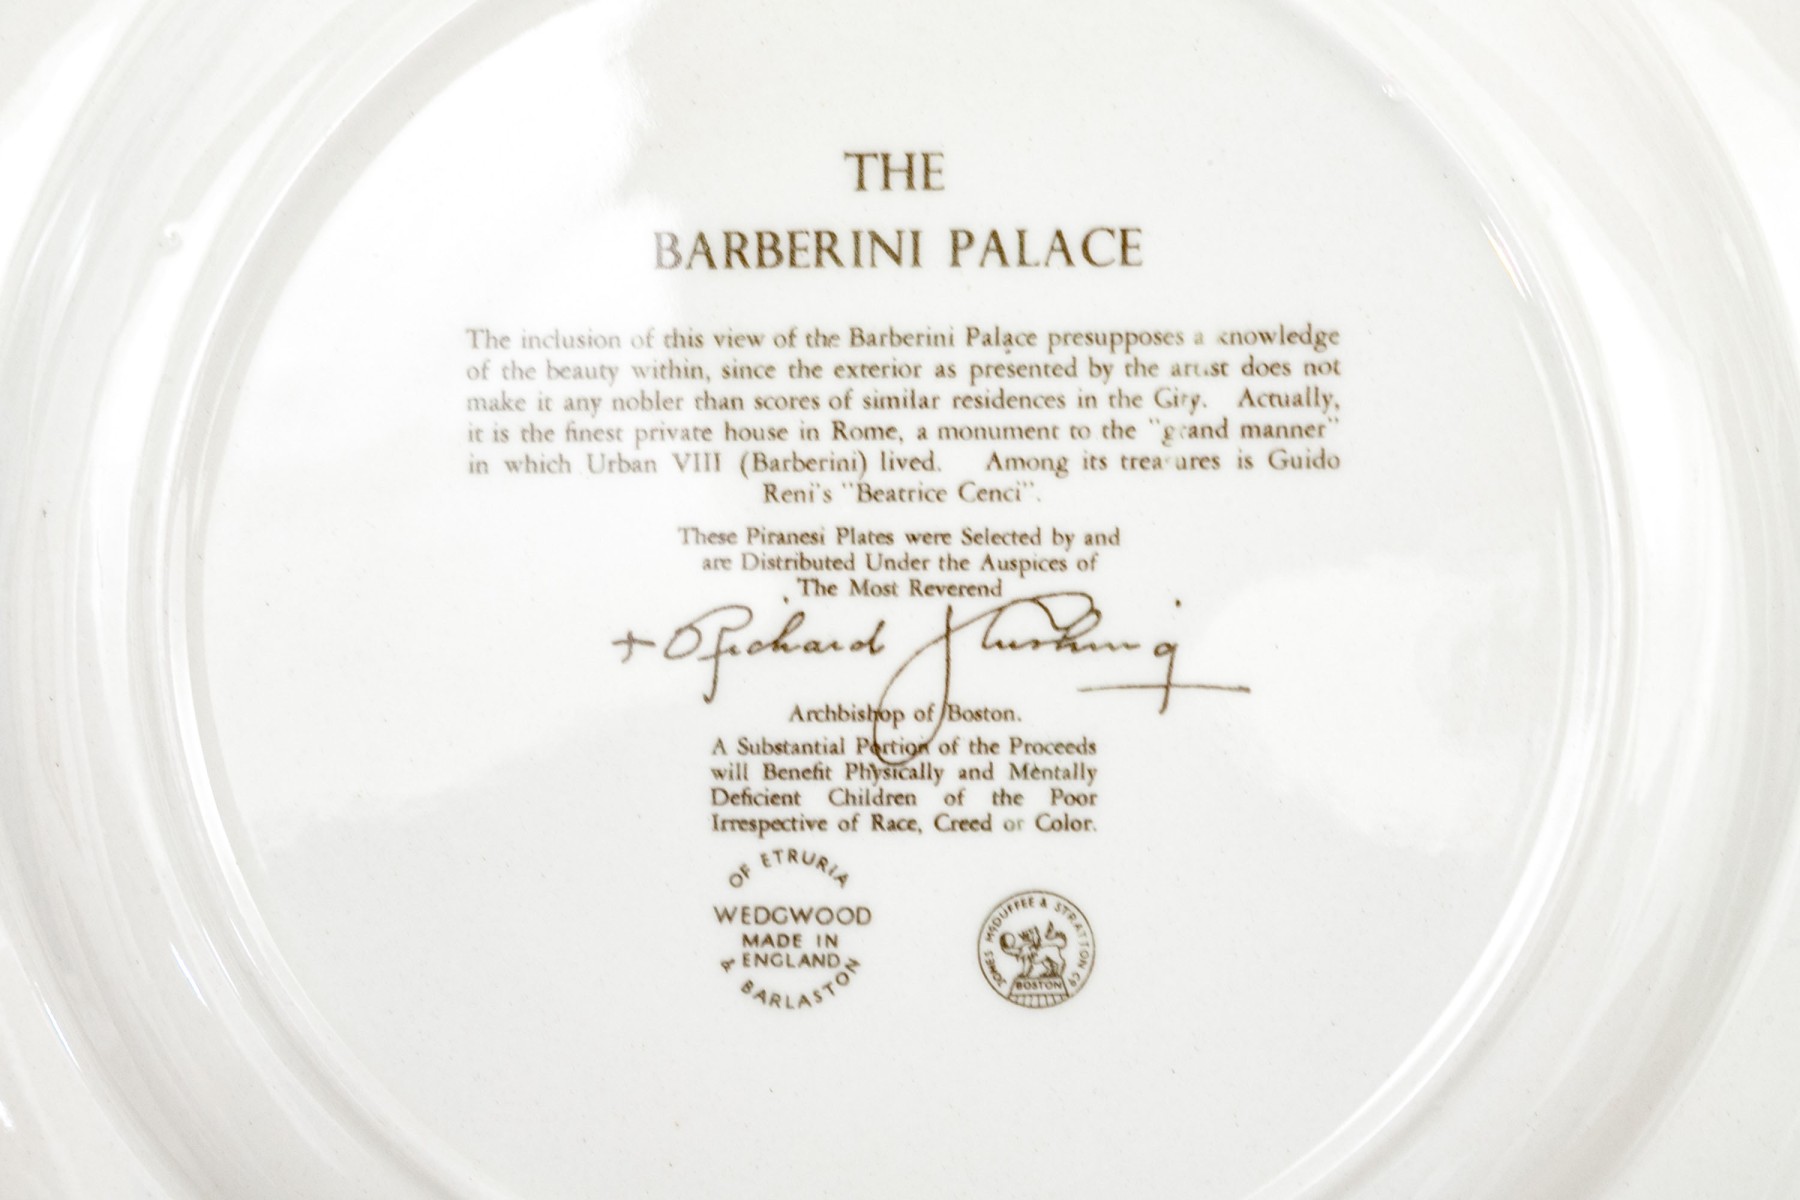 THE
BARBERINI PALACE
The inclusion of this view of the Barberini Palace presupposes a knowledge
of the beauty within, since the exterior as presented by the artist does not
make it any nobler than scores of similar residences in the City. Actually,
it is the finest private house in Rome, a monument to the "grand manner"
in which Urban VIII (Barberini) lived. Among its treasures is Guido
Reni's "Beatrice Cenci".
These Piranesi Plates were Selected by and
are Distributed Under the Auspices of
The Most Reverend
+ Richard J Cushing
Archbishop of Boston.
A Substantial Portion of the Proceeds
will Benefit Physically and Mentally
Deficient Children of the Poor
Irrespective of Race, Creed or Color.
OF ETRURIA
WEDGWOOD
MADE IN
ENGLAND
& BARLASTON
JONES McDUFFEE & STRATTON Co.
BOSTON